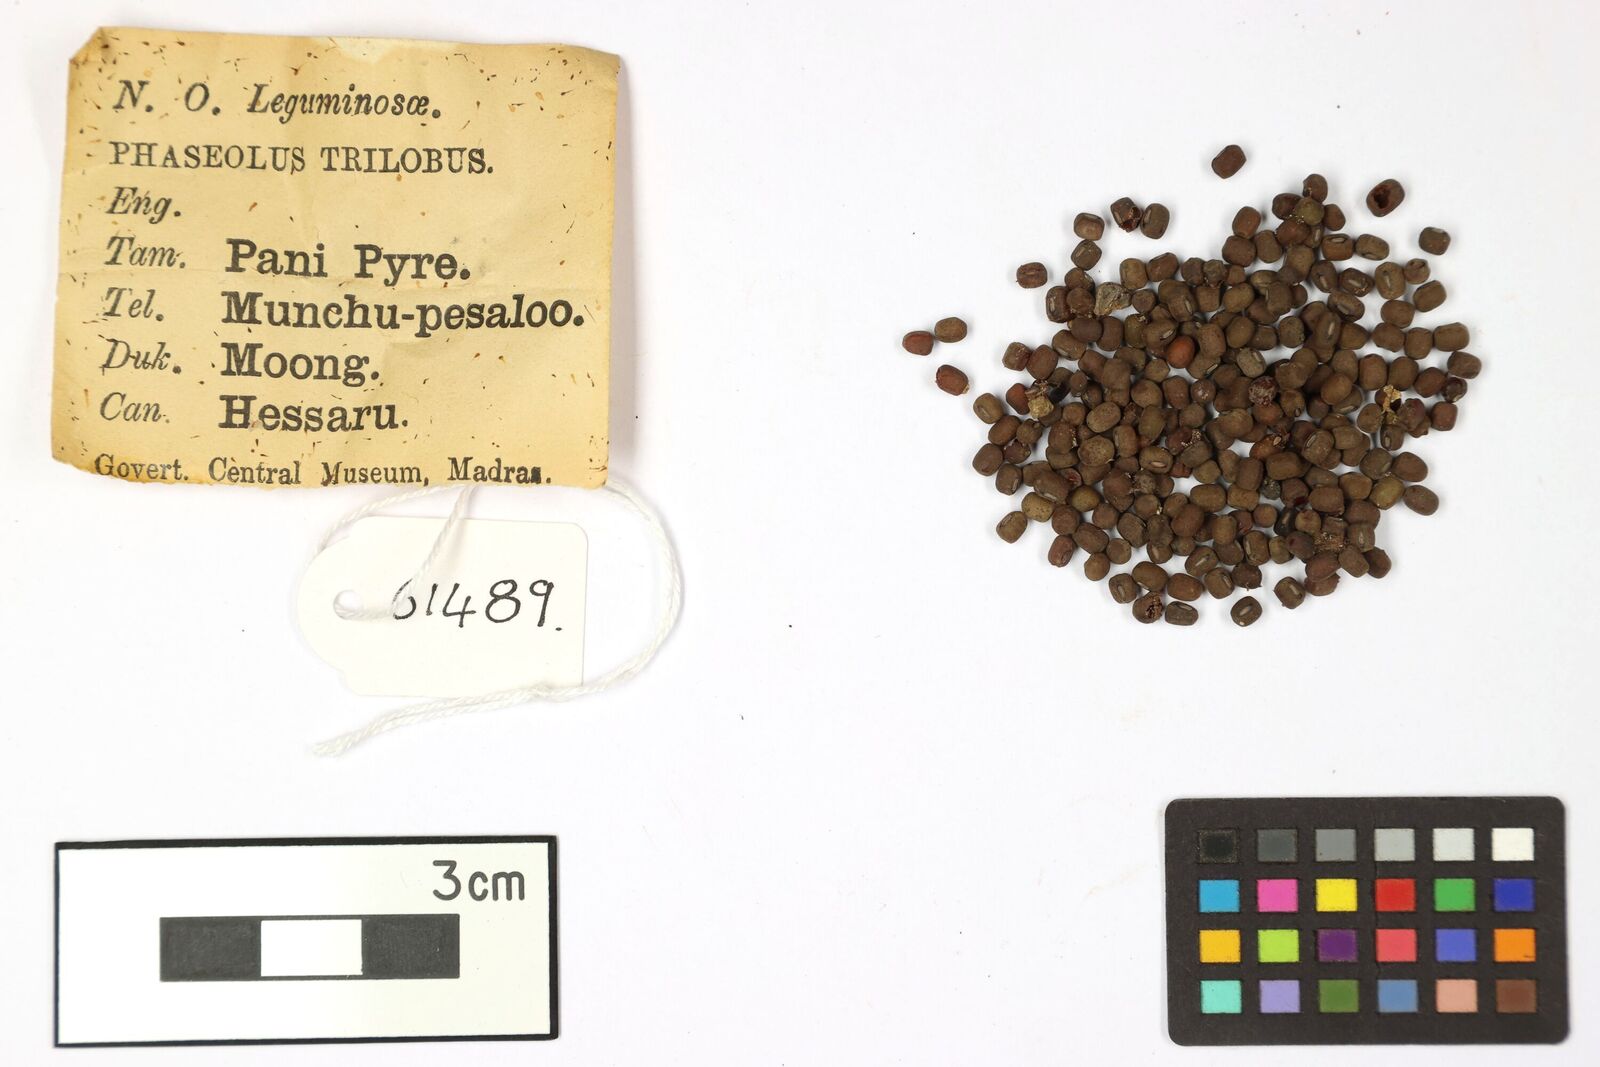 N. O. Leguminosæ.
PHASEOLUS TRILOBUS.
Eng.
Tam. Pani Pyre.
Tel. Munchu-pesaloo.
Duk. Moong.
Can. Hessaru.
Govert. Central Museum, Madras.
61489.
3cm